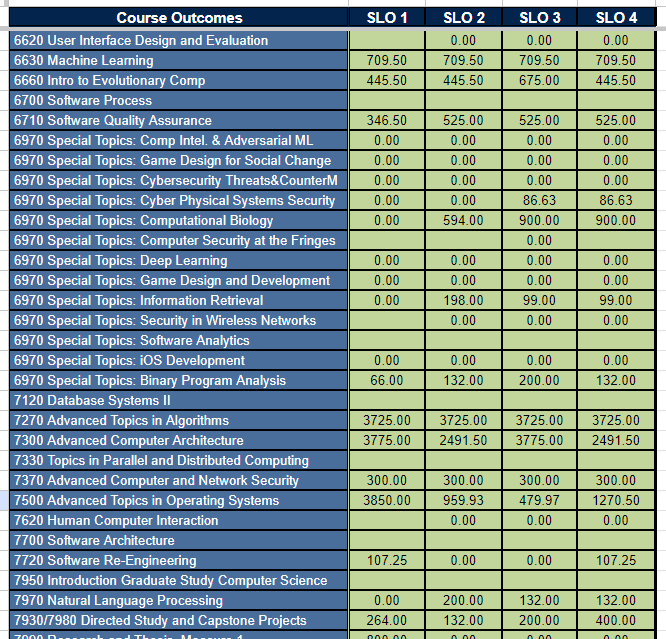 Course Outcomes SLO 1 SLO 2 SLO 3 SLO 4
6620 User Interface Design and Evaluation 0.00 0.00 0.00
6630 Machine Learning 709.50 709.50 709.50 709.50
6660 Intro to Evolutionary Comp 445.50 445.50 675.00 445.50
6700 Software Process
6710 Software Quality Assurance 346.50 525.00 525.00 525.00
6970 Special Topics: Comp Intel. & Adversarial ML 0.00 0.00 0.00 0.00
6970 Special Topics: Game Design for Social Change 0.00 0.00 0.00 0.00
6970 Special Topics: Cybersecurity Threats&CounterM 0.00 0.00 0.00 0.00
6970 Special Topics: Cyber Physical Systems Security 0.00 0.00 86.63 86.63
6970 Special Topics: Computational Biology 0.00 594.00 900.00 900.00
6970 Special Topics: Computer Security at the Fringes 0.00
6970 Special Topics: Deep Learning 0.00 0.00 0.00 0.00
6970 Special Topics: Game Design and Development 0.00 0.00 0.00 0.00
6970 Special Topics: Information Retrieval 0.00 198.00 99.00 99.00
6970 Special Topics: Security in Wireless Networks 0.00 0.00 0.00
6970 Special Topics: Software Analytics
6970 Special Topics: iOS Development 0.00 0.00 0.00 0.00
6970 Special Topics: Binary Program Analysis 66.00 132.00 200.00 132.00
7120 Database Systems II
7270 Advanced Topics in Algorithms 3725.00 3725.00 3725.00 3725.00
7300 Advanced Computer Architecture 3775.00 2491.50 3775.00 2491.50
7330 Topics in Parallel and Distributed Computing
7370 Advanced Computer and Network Security 300.00 300.00 300.00 300.00
7500 Advanced Topics in Operating Systems 3850.00 959.93 479.97 1270.50
7620 Human Computer Interaction 0.00 0.00 0.00
7700 Software Architecture
7720 Software Re-Engineering 107.25 0.00 0.00 107.25
7950 Introduction Graduate Study Computer Science
7970 Natural Language Processing 0.00 200.00 132.00 132.00
7930/7980 Directed Study and Capstone Projects 264.00 132.00 200.00 400.00